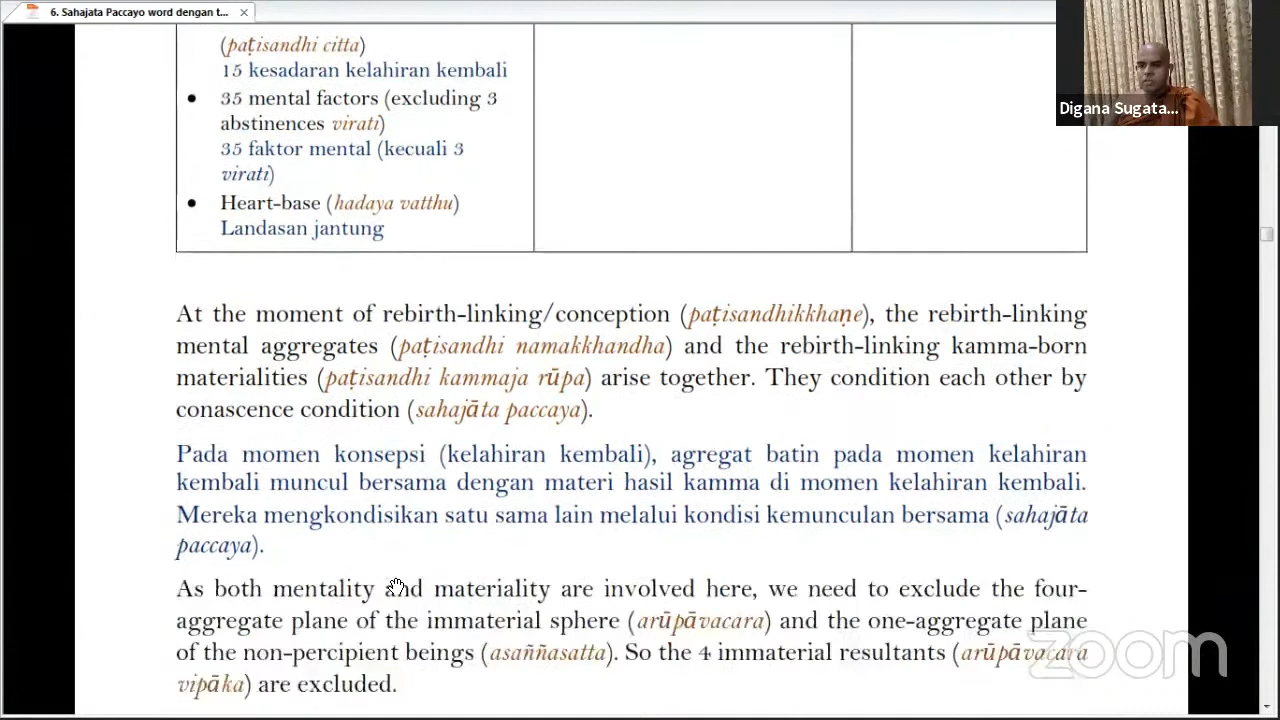 6. Sahajata Paccayo word dengan t...
Digana Sugata...
(paṭisandhi citta)
15 kesadaran kelahiran kembali
• 35 mental factors (excluding 3
abstinences virati)
35 faktor mental (kecuali 3
virati)
• Heart-base (hadaya vatthu)
Landasan jantung
At the moment of rebirth-linking/conception (paṭisandhikkhaṇe), the rebirth-linking
mental aggregates (paṭisandhi namakkhandha) and the rebirth-linking kamma-born
materialities (paṭisandhi kammaja rūpa) arise together. They condition each other by
conascence condition (sahajāta paccaya).
Pada momen konsepsi (kelahiran kembali), agregat batin pada momen kelahiran
kembali muncul bersama dengan materi hasil kamma di momen kelahiran kembali.
Mereka mengkondisikan satu sama lain melalui kondisi kemunculan bersama (sahajāta
paccaya).
As both mentality and materiality are involved here, we need to exclude the four-
aggregate plane of the immaterial sphere (arūpāvacara) and the one-aggregate plane
of the non-percipient beings (asaññasatta). So the 4 immaterial resultants (arūpāvacara
vipāka) are excluded.
zoom